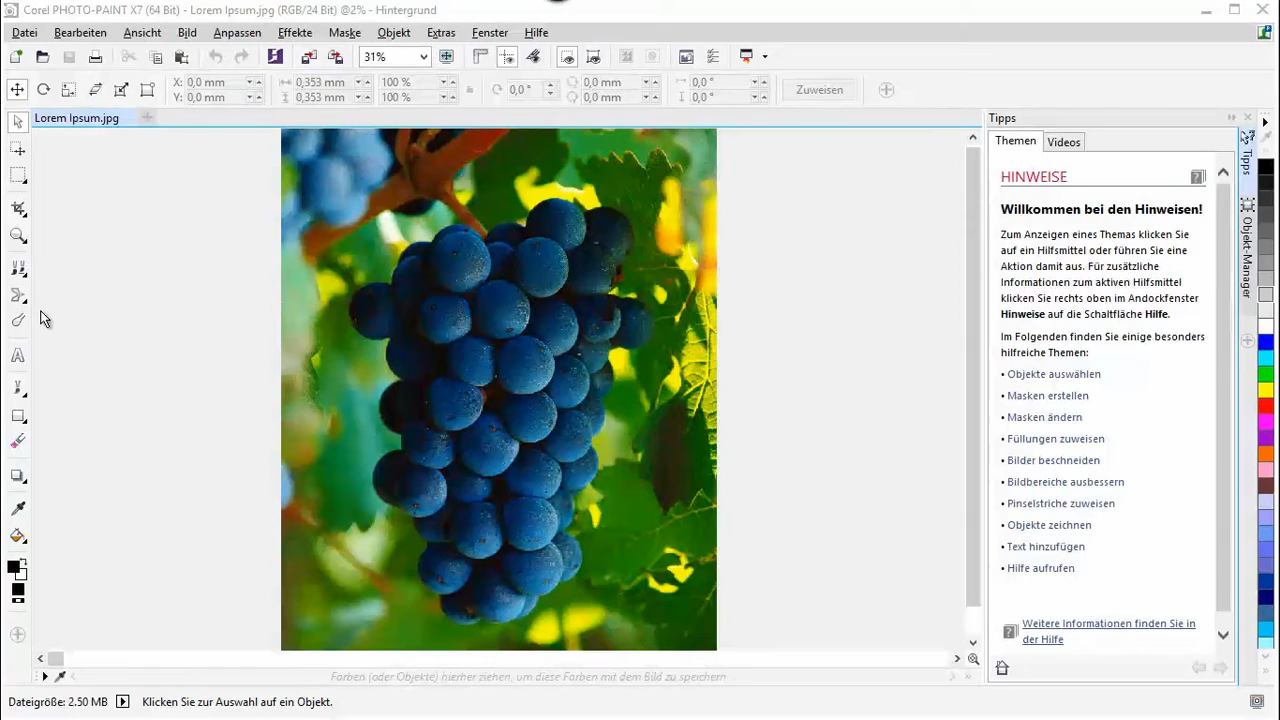 Corel PHOTO-PAINT X7 (64 Bit) - Lorem Ipsum.jpg (RGB/24 Bit) @2% - Hintergrund
Datei Bearbeiten Ansicht Bild Anpassen Effekte Maske Objekt Extras Fenster Hilfe
31%
X: 0,0 mm 0,353 mm 100 % 0,0 ° 0,0 mm 0,0 ° Zuweisen
Y: 0,0 mm 0,353 mm 100 % 0,0 mm 0,0 °
Lorem Ipsum.jpg
Tipps
Themen Videos
HINWEISE
Willkommen bei den Hinweisen!
Zum Anzeigen eines Themas klicken Sie
auf ein Hilfsmittel oder führen Sie eine
Aktion damit aus. Für zusätzliche
Informationen zum aktiven Hilfsmittel
klicken Sie rechts oben im Andockfenster
Hinweise auf die Schaltfläche Hilfe.
Im Folgenden finden Sie einige besonders
hilfreiche Themen:
• Objekte auswählen
• Masken erstellen
• Masken ändern
• Füllungen zuweisen
• Bilder beschneiden
• Bildbereiche ausbessern
• Pinselstriche zuweisen
• Objekte zeichnen
• Text hinzufügen
• Hilfe aufrufen
Weitere Informationen finden Sie in
der Hilfe
Tipps
Objekt-Manager
Farben (oder Objekte) hierher ziehen, um diese Farben mit dem Bild zu speichern
Dateigröße: 2.50 MB Klicken Sie zur Auswahl auf ein Objekt.